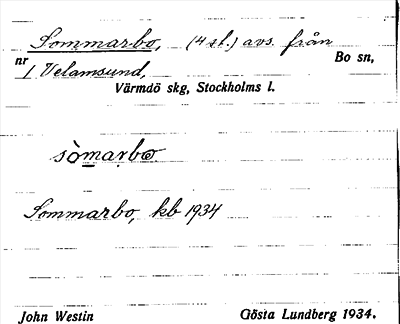 Sommarbo, (4 st.) avs. från
nr 1 Velamsund, Bo sn,
Värmdö skg, Stockholms l.
sòmarbo
Sommarbo, kb 1934
John Westin Gösta Lundberg 1934.